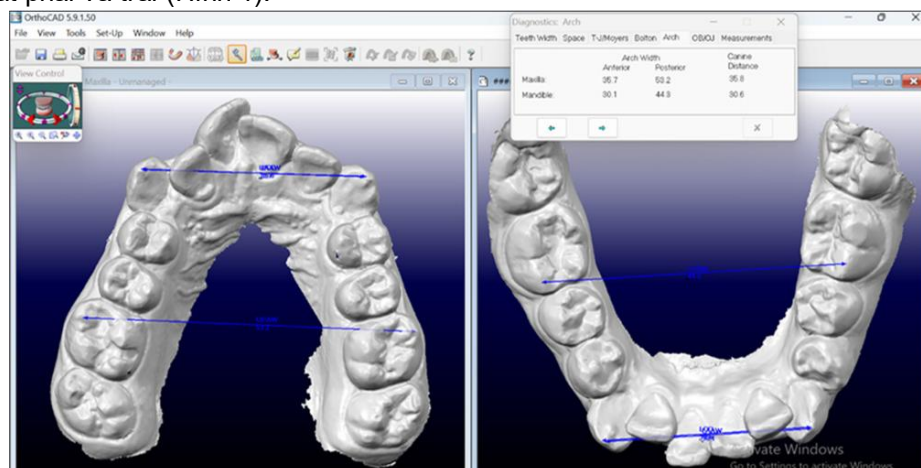 OrthoCAD 5.9.1.50
File View Tools Set-Up Window Help
View Control
Maxilla - Unmanaged -
###
Diagnostics: Arch
Teeth Width Space T-J/Moyers Bolton Arch OB/OJ Measurements
Arch Width Canine
Anterior Posterior Distance
Maxilla: 35.7 53.2 35.8
Mandible: 30.1 44.3 30.6
X
Activate Windows
Go to Settings to activate Windows.